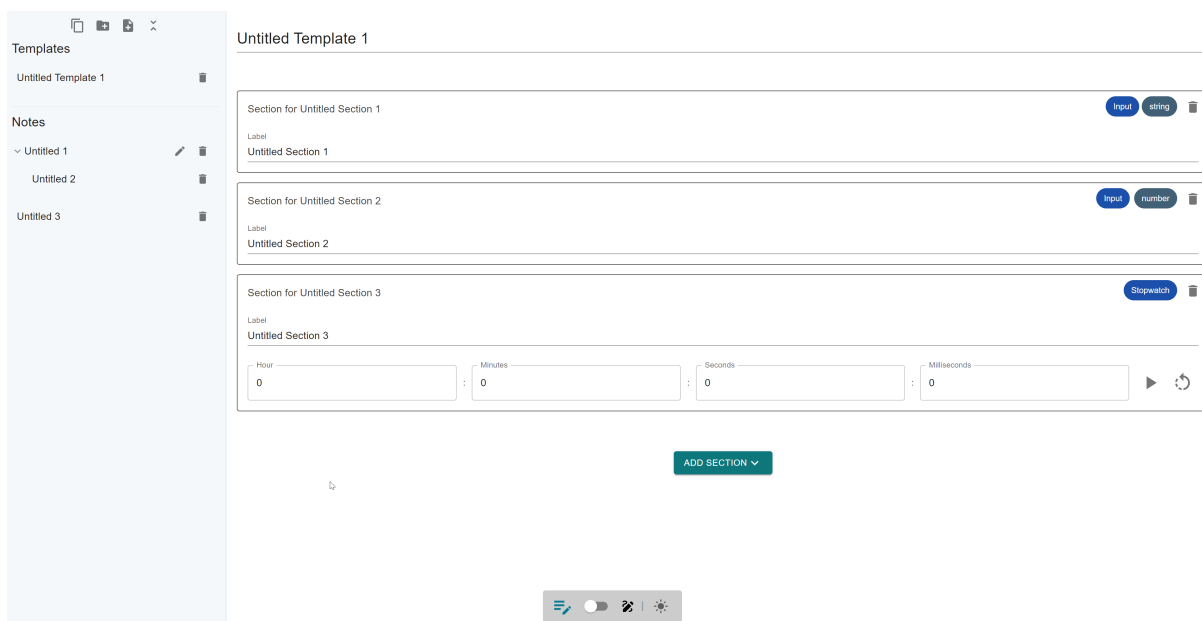 Templates
Untitled Template 1
Notes
Untitled 1
Untitled 2
Untitled 3
Untitled Template 1
Section for Untitled Section 1
Input string
Label
Untitled Section 1
Section for Untitled Section 2
Input number
Label
Untitled Section 2
Section for Untitled Section 3
Stopwatch
Label
Untitled Section 3
Hour Minutes Seconds Milliseconds
0 : 0 : 0 : 0
ADD SECTION